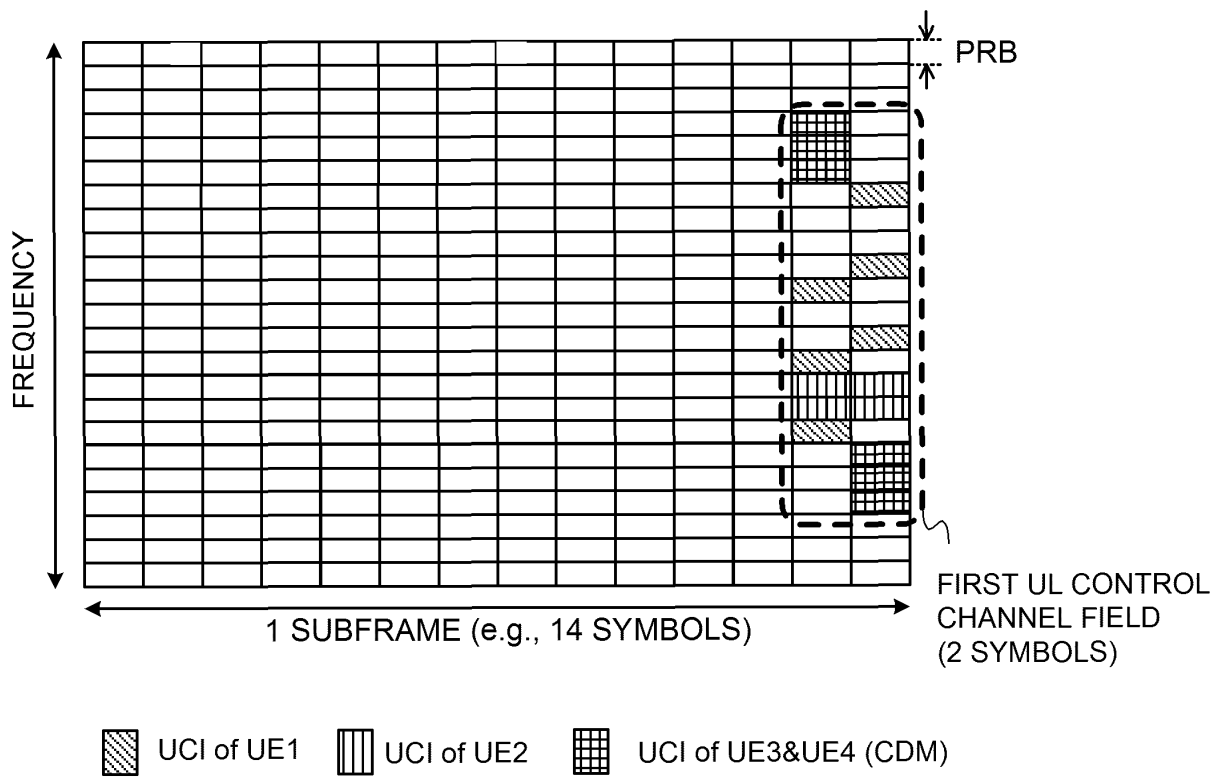 PRB
FREQUENCY
1 SUBFRAME (e.g., 14 SYMBOLS)
FIRST UL CONTROL
CHANNEL FIELD
(2 SYMBOLS)
UCI of UE1
UCI of UE2
UCI of UE3&UE4 (CDM)